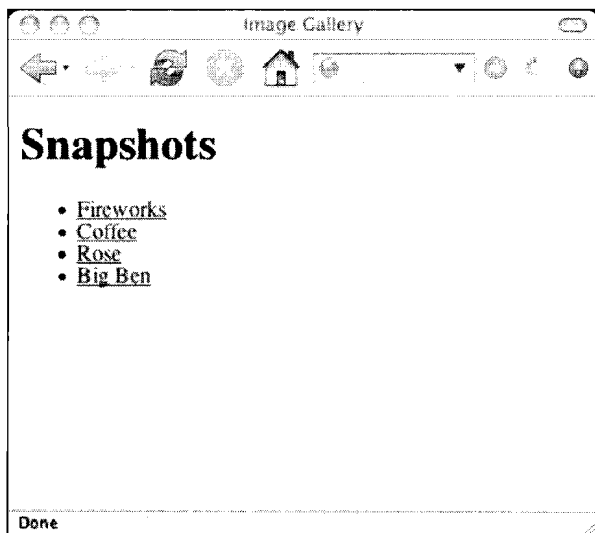 Image Gallery
Snapshots
Fireworks
Coffee
Rose
Big Ben
Done